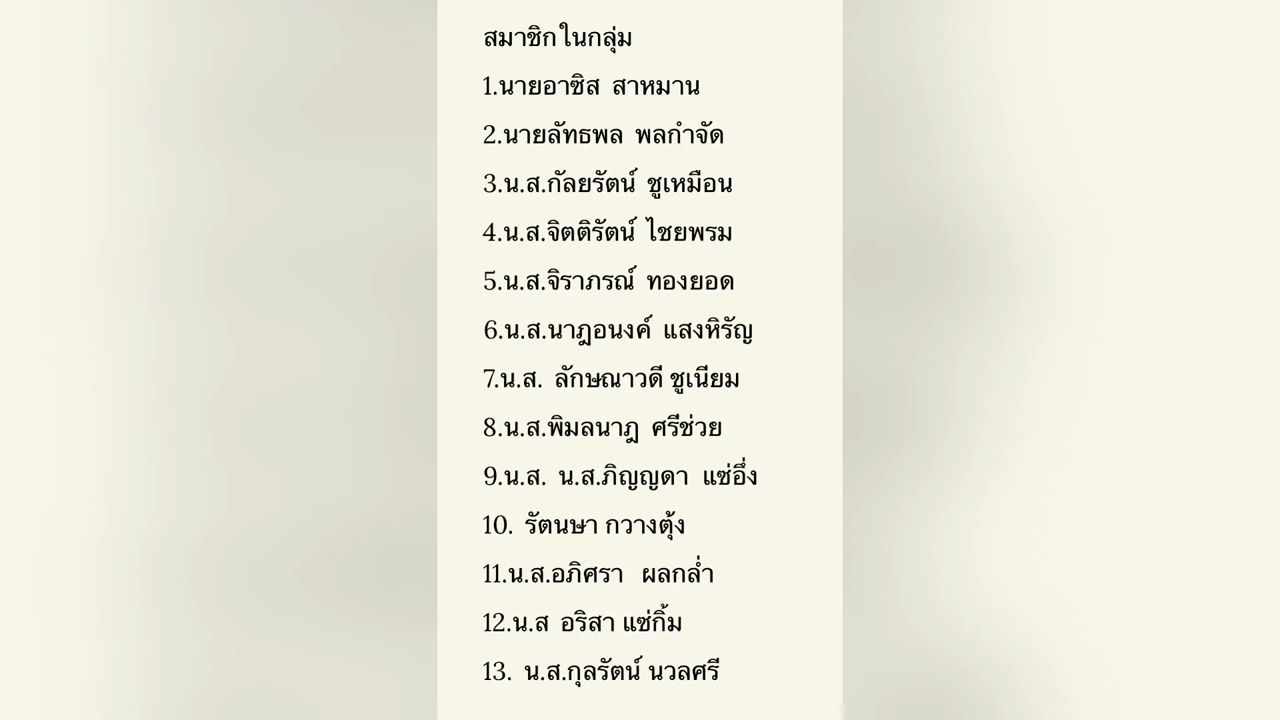 สมาชิกในกลุ่ม
1.นายอาซิส สาหมาน
2.นายลัทธพล พลกำจัด
3.น.ส.กัลยรัตน์ ชูเหมือน
4.น.ส.จิตติรัตน์ ไชยพรม
5.น.ส.จิราภรณ์ ทองยอด
6.น.ส.นาฎอนงค์ แสงหิรัญ
7.น.ส. ลักษณาวดี ชูเนียม
8.น.ส.พิมลนาฎ ศรีช่วย
9.น.ส. น.ส.ภิญญดา แซ่อึ่ง
10. รัตนษา กวางตุ้ง
11.น.ส.อภิศรา ผลกล่ำ
12.น.ส อริสา แซ่กิ้ม
13. น.ส.กุลรัตน์ นวลศรี